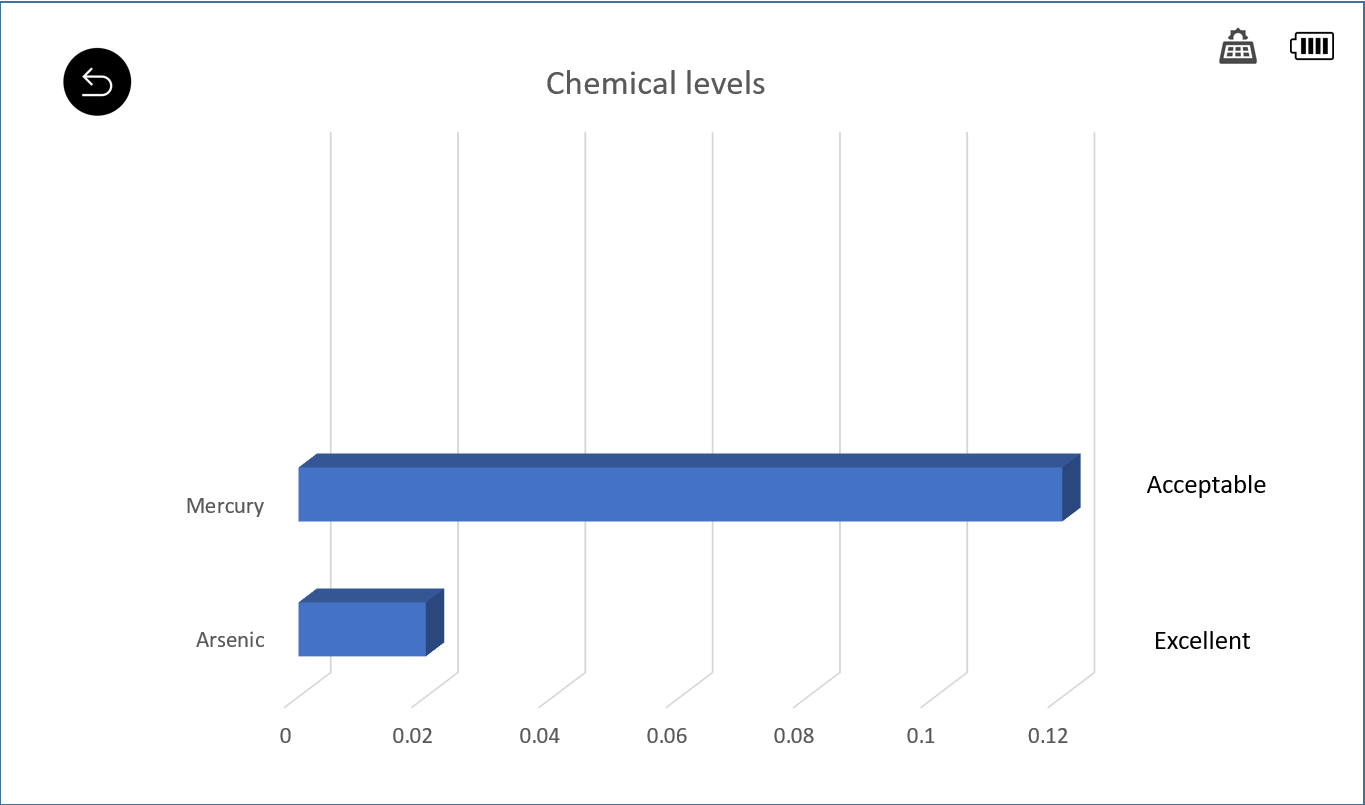 Chemical levels
Mercury
Acceptable
Arsenic
Excellent
0 0.02 0.04 0.06 0.08 0.1 0.12